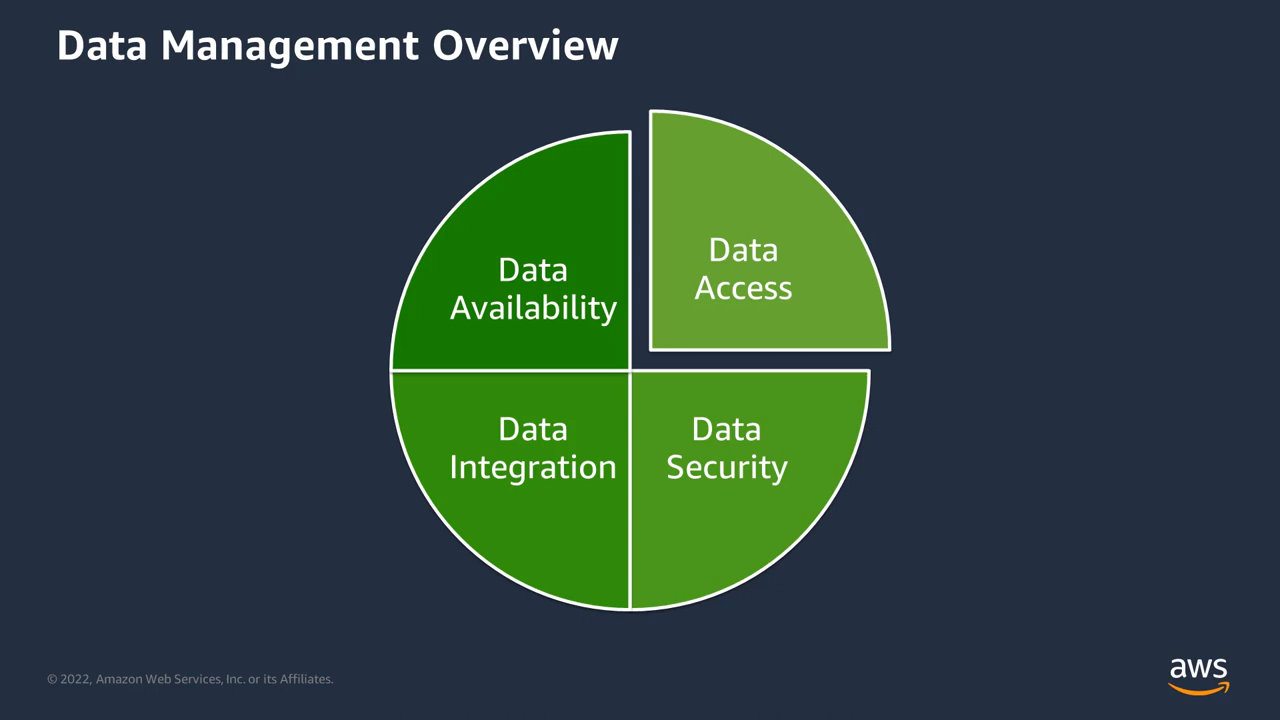 Data Management Overview
Data
Availability
Data
Access
Data
Integration
Data
Security
© 2022, Amazon Web Services, Inc. or its Affiliates.
aws